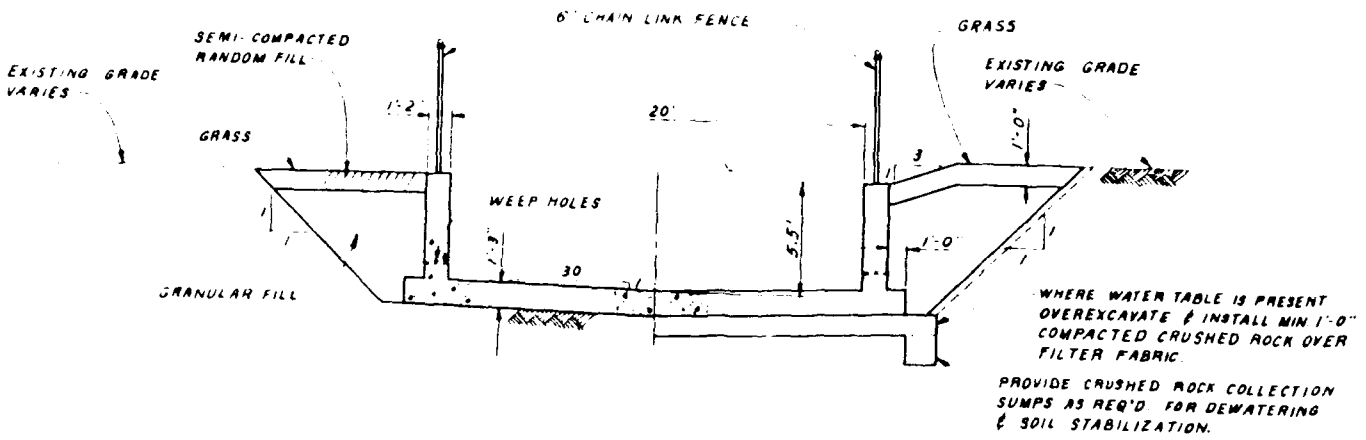 6' CHAIN LINK FENCE
GRASS
SEMI-COMPACTED
RANDOM FILL
EXISTING GRADE
VARIES
EXISTING GRADE
VARIES
1'-2"
20'
1'-0"
GRASS
3
1
WEEP HOLES
1
1
1'-3"
5.5'
1'-0"
1
1
30
1
GRANULAR FILL
WHERE WATER TABLE IS PRESENT
OVEREXCAVATE & INSTALL MIN 1'-0"
COMPACTED CRUSHED ROCK OVER
FILTER FABRIC.
PROVIDE CRUSHED ROCK COLLECTION
SUMPS AS REQ'D. FOR DEWATERING
& SOIL STABILIZATION.